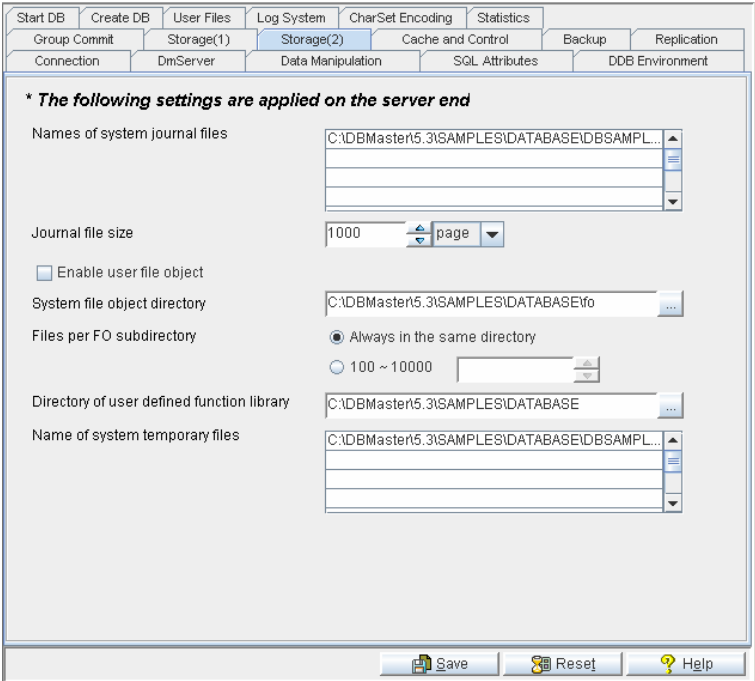 Start DB Create DB User Files Log System CharSet Encoding Statistics
Group Commit Storage(1) Storage(2) Cache and Control Backup Replication
Connection DmServer Data Manipulation SQL Attributes DDB Environment
* The following settings are applied on the server end
Names of system journal files C:\DBMaster\5.3\SAMPLES\DATABASE\DBSAMPL...
Journal file size 1000 page
Enable user file object
System file object directory C:\DBMaster\5.3\SAMPLES\DATABASE\fo ...
Files per FO subdirectory Always in the same directory
100 ~ 10000
Directory of user defined function library C:\DBMaster\5.3\SAMPLES\DATABASE ...
Name of system temporary files C:\DBMaster\5.3\SAMPLES\DATABASE\DBSAMPL...
Save Reset Help